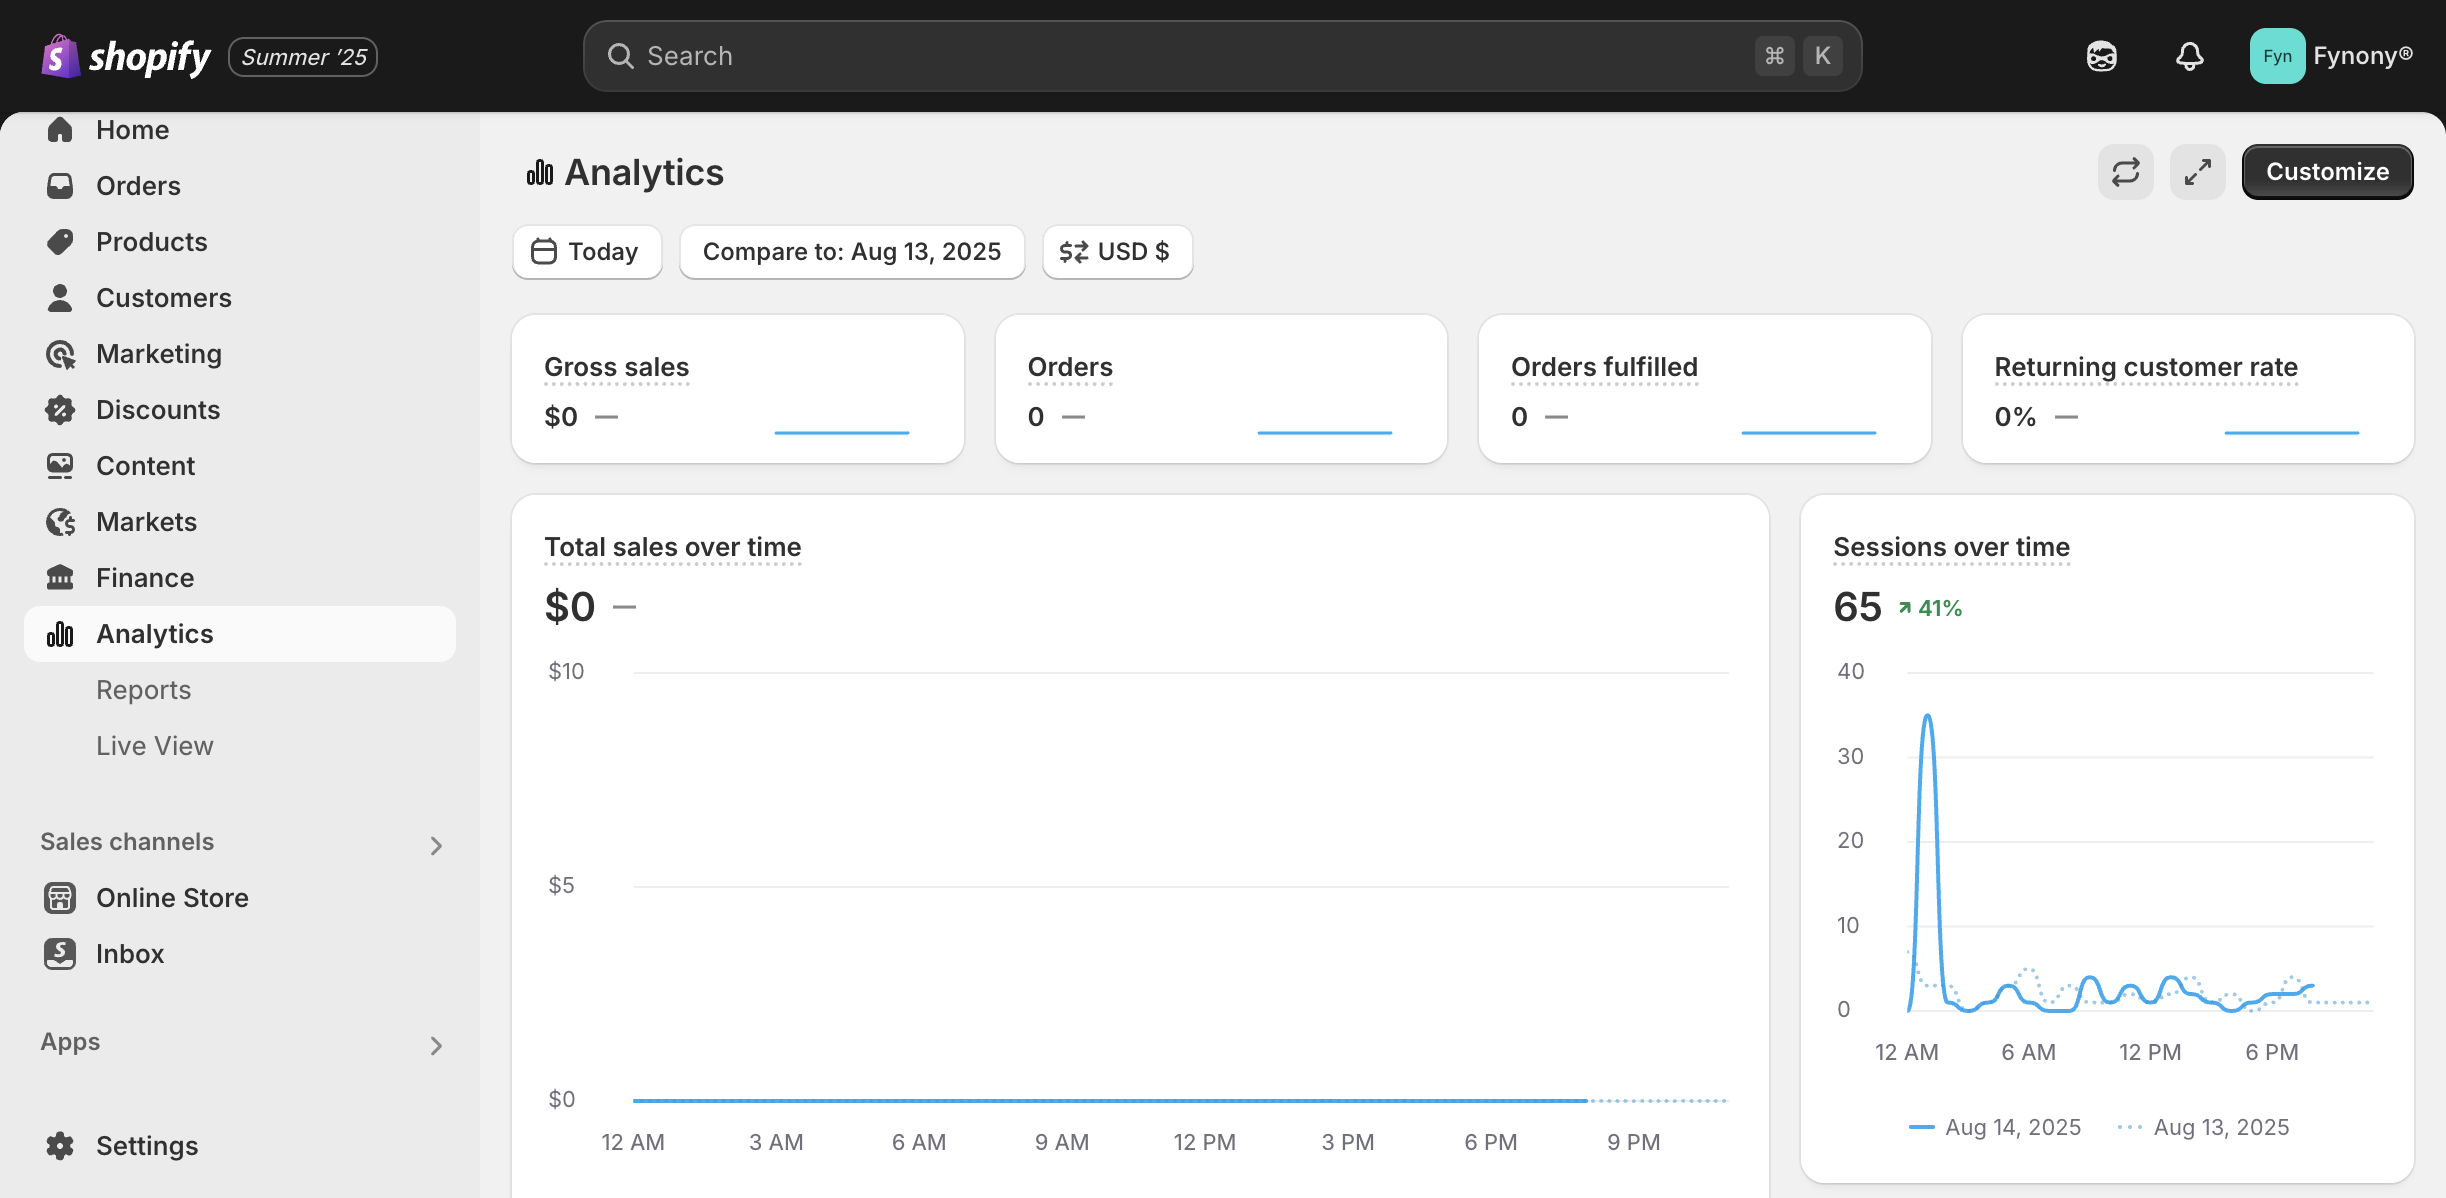 shopify Summer '25
Search
⌘ K
Fyn Fynony®
Home
Orders
Products
Customers
Marketing
Discounts
Content
Markets
Finance
Analytics
Reports
Live View
Sales channels
Online Store
Inbox
Apps
Settings
Analytics
Customize
Today
Compare to: Aug 13, 2025
USD $
Gross sales
$0 —
Orders
0 —
Orders fulfilled
0 —
Returning customer rate
0% —
Total sales over time
$0 —
$10
$5
$0
12 AM 3 AM 6 AM 9 AM 12 PM 3 PM 6 PM 9 PM
Sessions over time
65 ↗ 41%
40
30
20
10
0
12 AM 6 AM 12 PM 6 PM
Aug 14, 2025 Aug 13, 2025